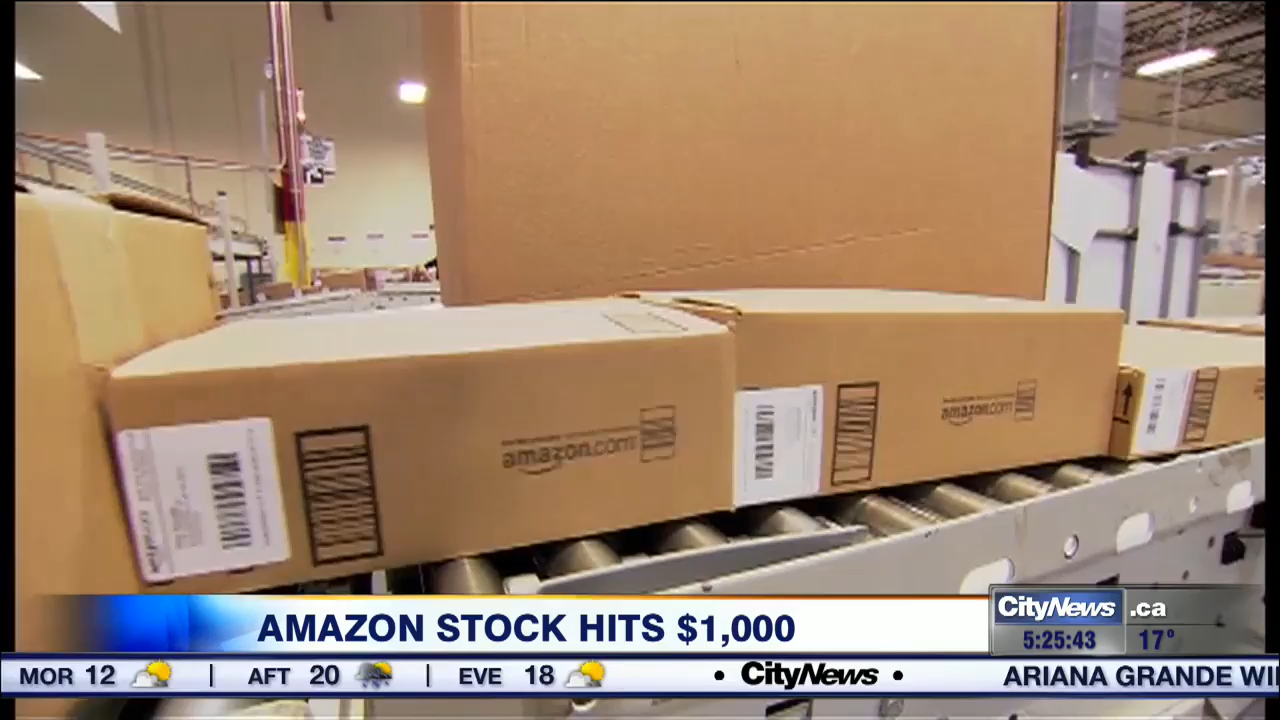 amazon.com
amazon.com
AMAZON STOCK HITS $1,000
CityNews .ca
5:25:43 17°
MOR 12 | AFT 20 | EVE 18 • CityNews • ARIANA GRANDE WI